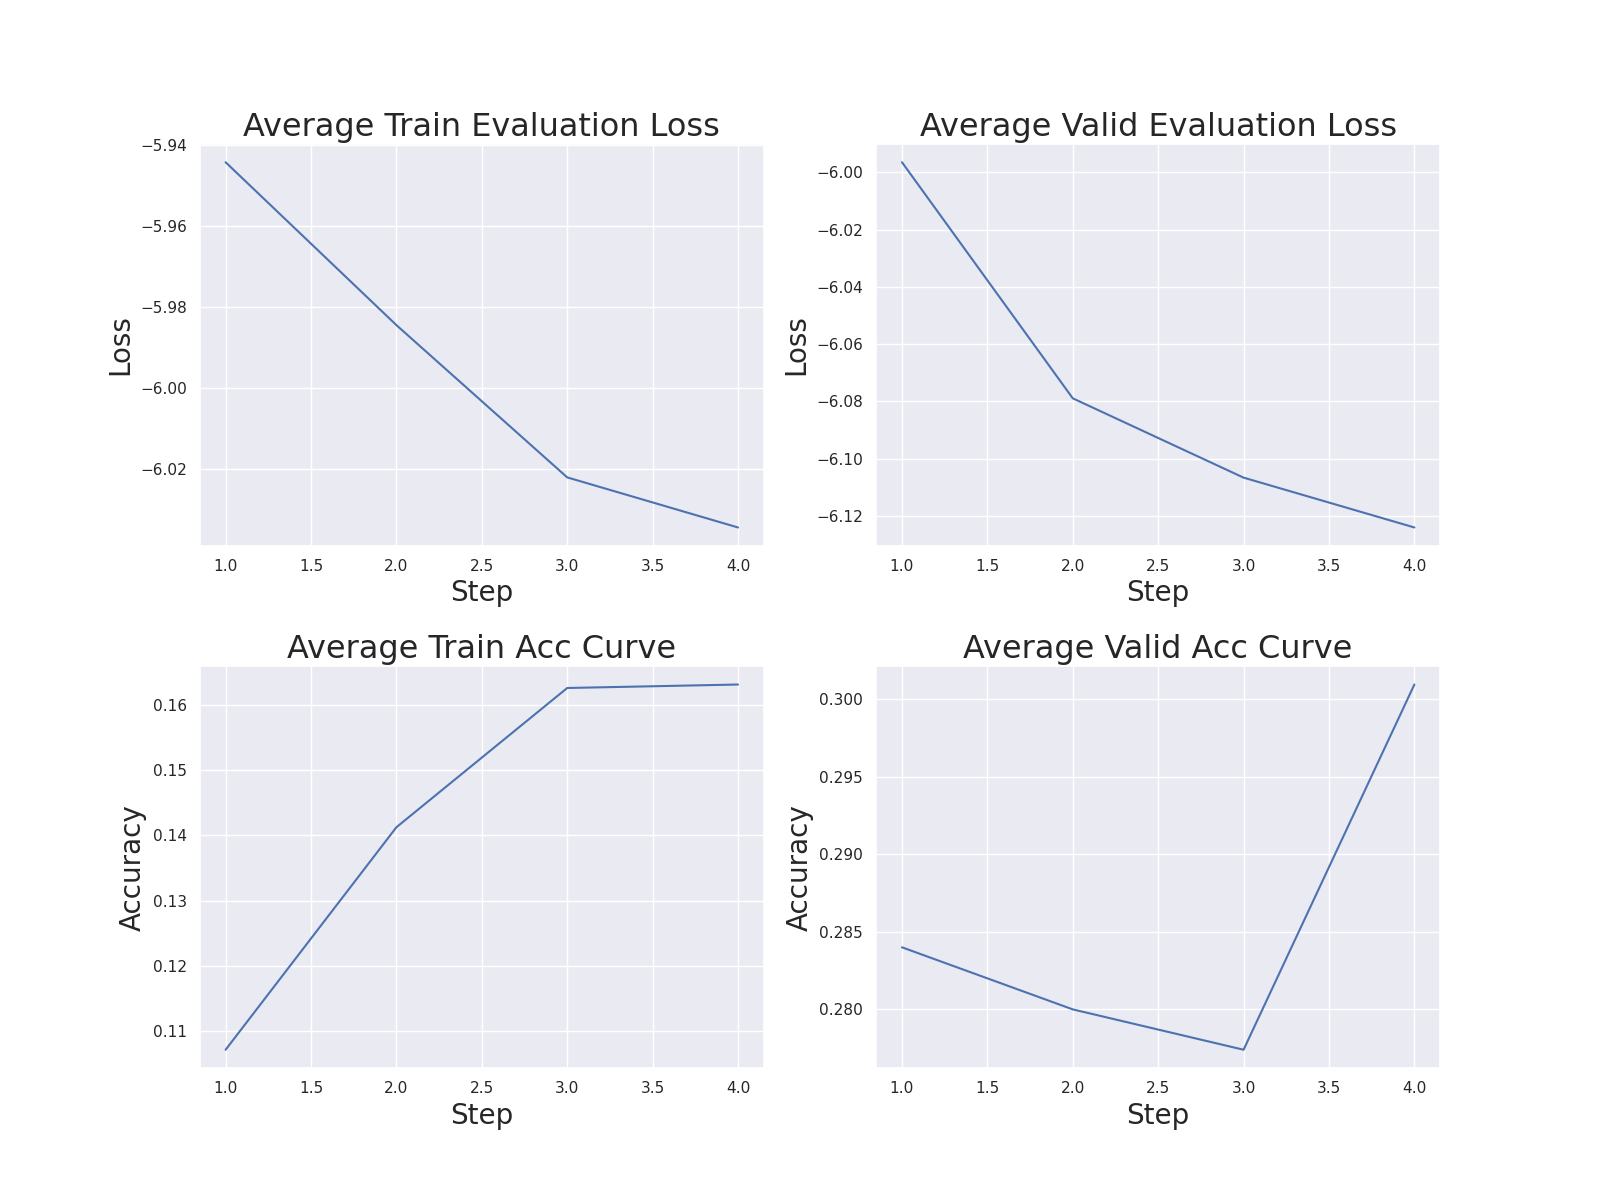 Average Train Evaluation Loss
−5.94
−5.96
−5.98
−6.00
−6.02
Loss
1.0 1.5 2.0 2.5 3.0 3.5 4.0
Step
Average Valid Evaluation Loss
−6.00
−6.02
−6.04
−6.06
−6.08
−6.10
−6.12
Loss
1.0 1.5 2.0 2.5 3.0 3.5 4.0
Step
Average Train Acc Curve
0.16
0.15
0.14
0.13
0.12
0.11
Accuracy
1.0 1.5 2.0 2.5 3.0 3.5 4.0
Step
Average Valid Acc Curve
0.300
0.295
0.290
0.285
0.280
Accuracy
1.0 1.5 2.0 2.5 3.0 3.5 4.0
Step